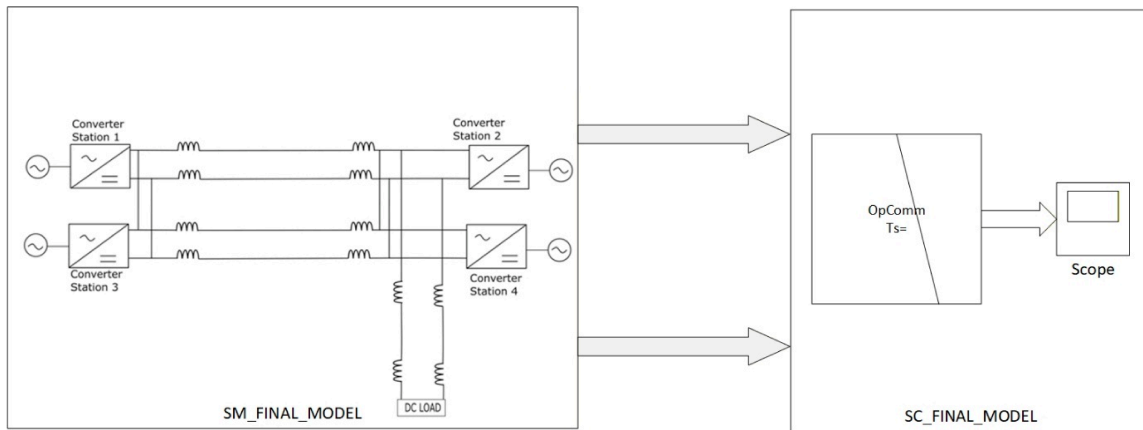 Converter
Station 1
Converter
Station 2
Converter
Station 3
Converter
Station 4
DC LOAD
SM_FINAL_MODEL
OpComm
Ts=
Scope
SC_FINAL_MODEL